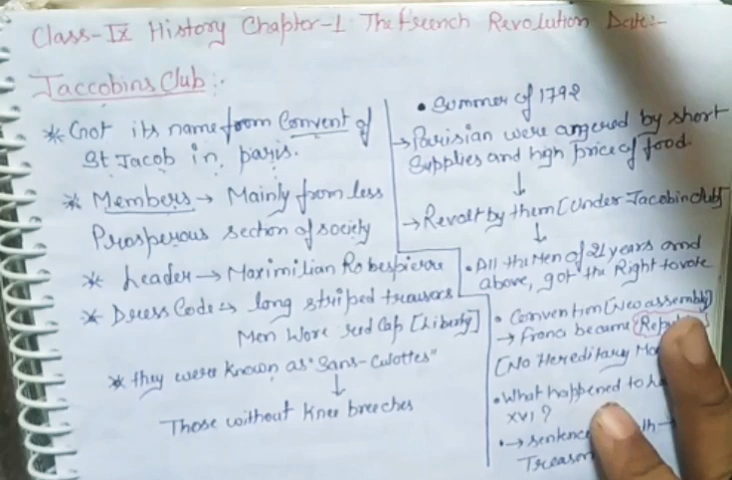 Class-IX History Chapter-1 The French Revolution Date:-
Jaccobins Club:-
* Got its name from Convent of
St Jacob in paris.
* Members → Mainly from less
Prosperous section of society
* Leader → Maximilian Robespierre
* Dress Code → long striped trousers
Men Wore red Cap [Liberty]
* they were known as "Sans-Culottes"
↓
Those without knee breeches
• Summer of 1792
→ Parisian were angered by short
Supplies and high price of food.
↓
→ Revolt by them [Under Jacobin club]
↓
• All the Men of 21 years and
above, got the Right to vote
• Convention [New assembly]
→ Franc became
[No Hereditary
• What happened to
XVI?
• →
Treason